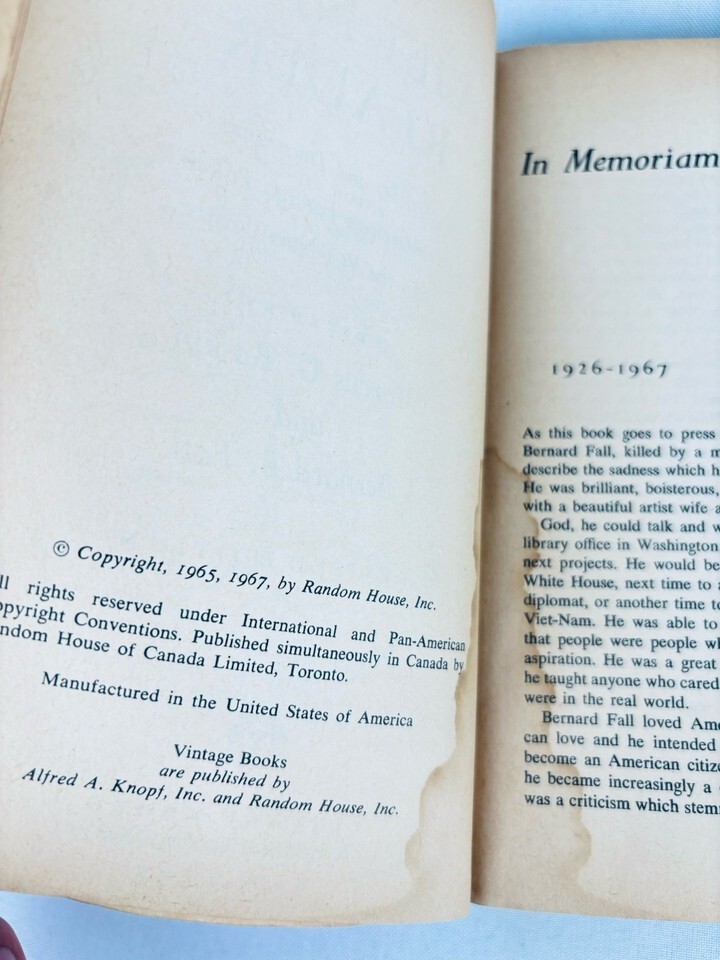 © Copyright, 1965, 1967, by Random House, Inc.
rights reserved under International and Pan-American
Conventions. Published simultaneously in Canada by
House of Canada Limited, Toronto.
Manufactured in the United States of America
Vintage Books
are published by
Alfred A. Knopf, Inc. and Random House, Inc.
In Memoriam
1926-1967
As this book goes to press
Bernard Fall, killed by a
describe the sadness which
He was brilliant, boisterous,
with a beautiful artist wife
God, he could talk and
library office in Washington
next projects. He would be
White House, next time to
diplomat, or another time to
Viet-Nam. He was able to
that people were people
aspiration. He was a great
he taught anyone who cared
were in the real world.
Bernard Fall loved
can love and he intended
become an American
he became increasingly a
was a criticism which